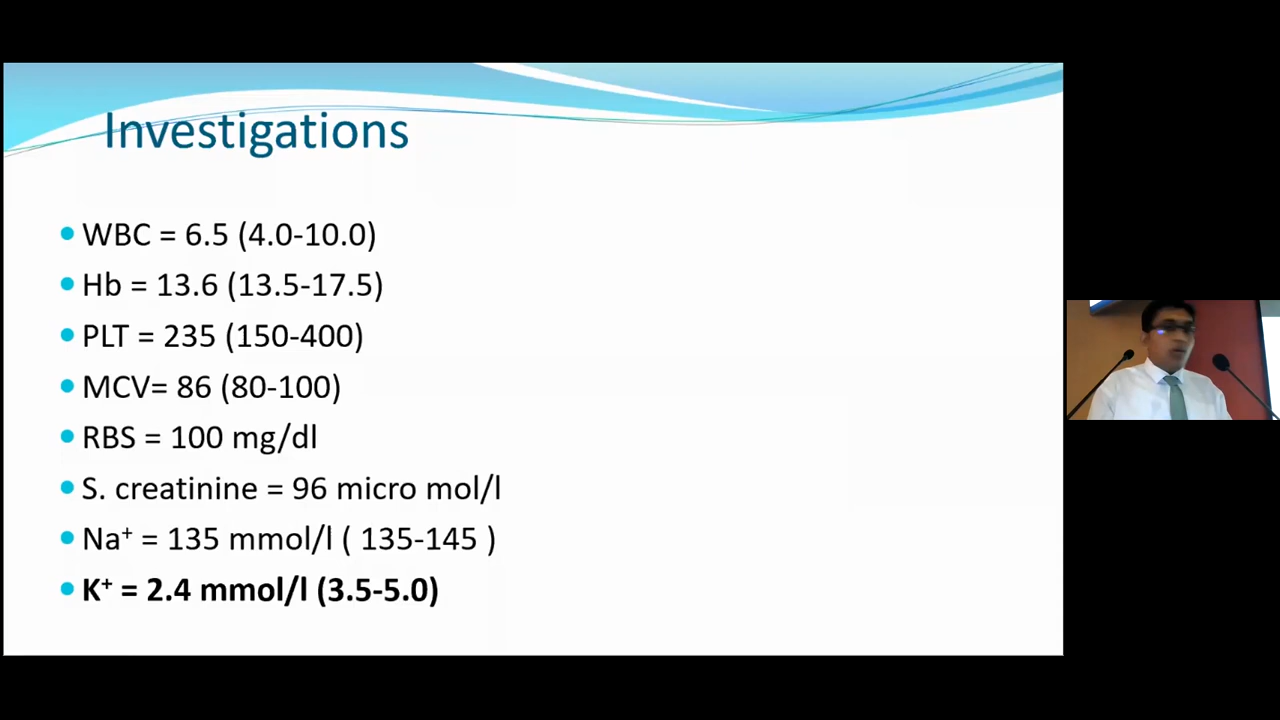 Investigations
WBC = 6.5 (4.0-10.0)
Hb = 13.6 (13.5-17.5)
PLT = 235 (150-400)
MCV= 86 (80-100)
RBS = 100 mg/dl
S. creatinine = 96 micro mol/l
Na⁺ = 135 mmol/l ( 135-145 )
K⁺ = 2.4 mmol/l (3.5-5.0)